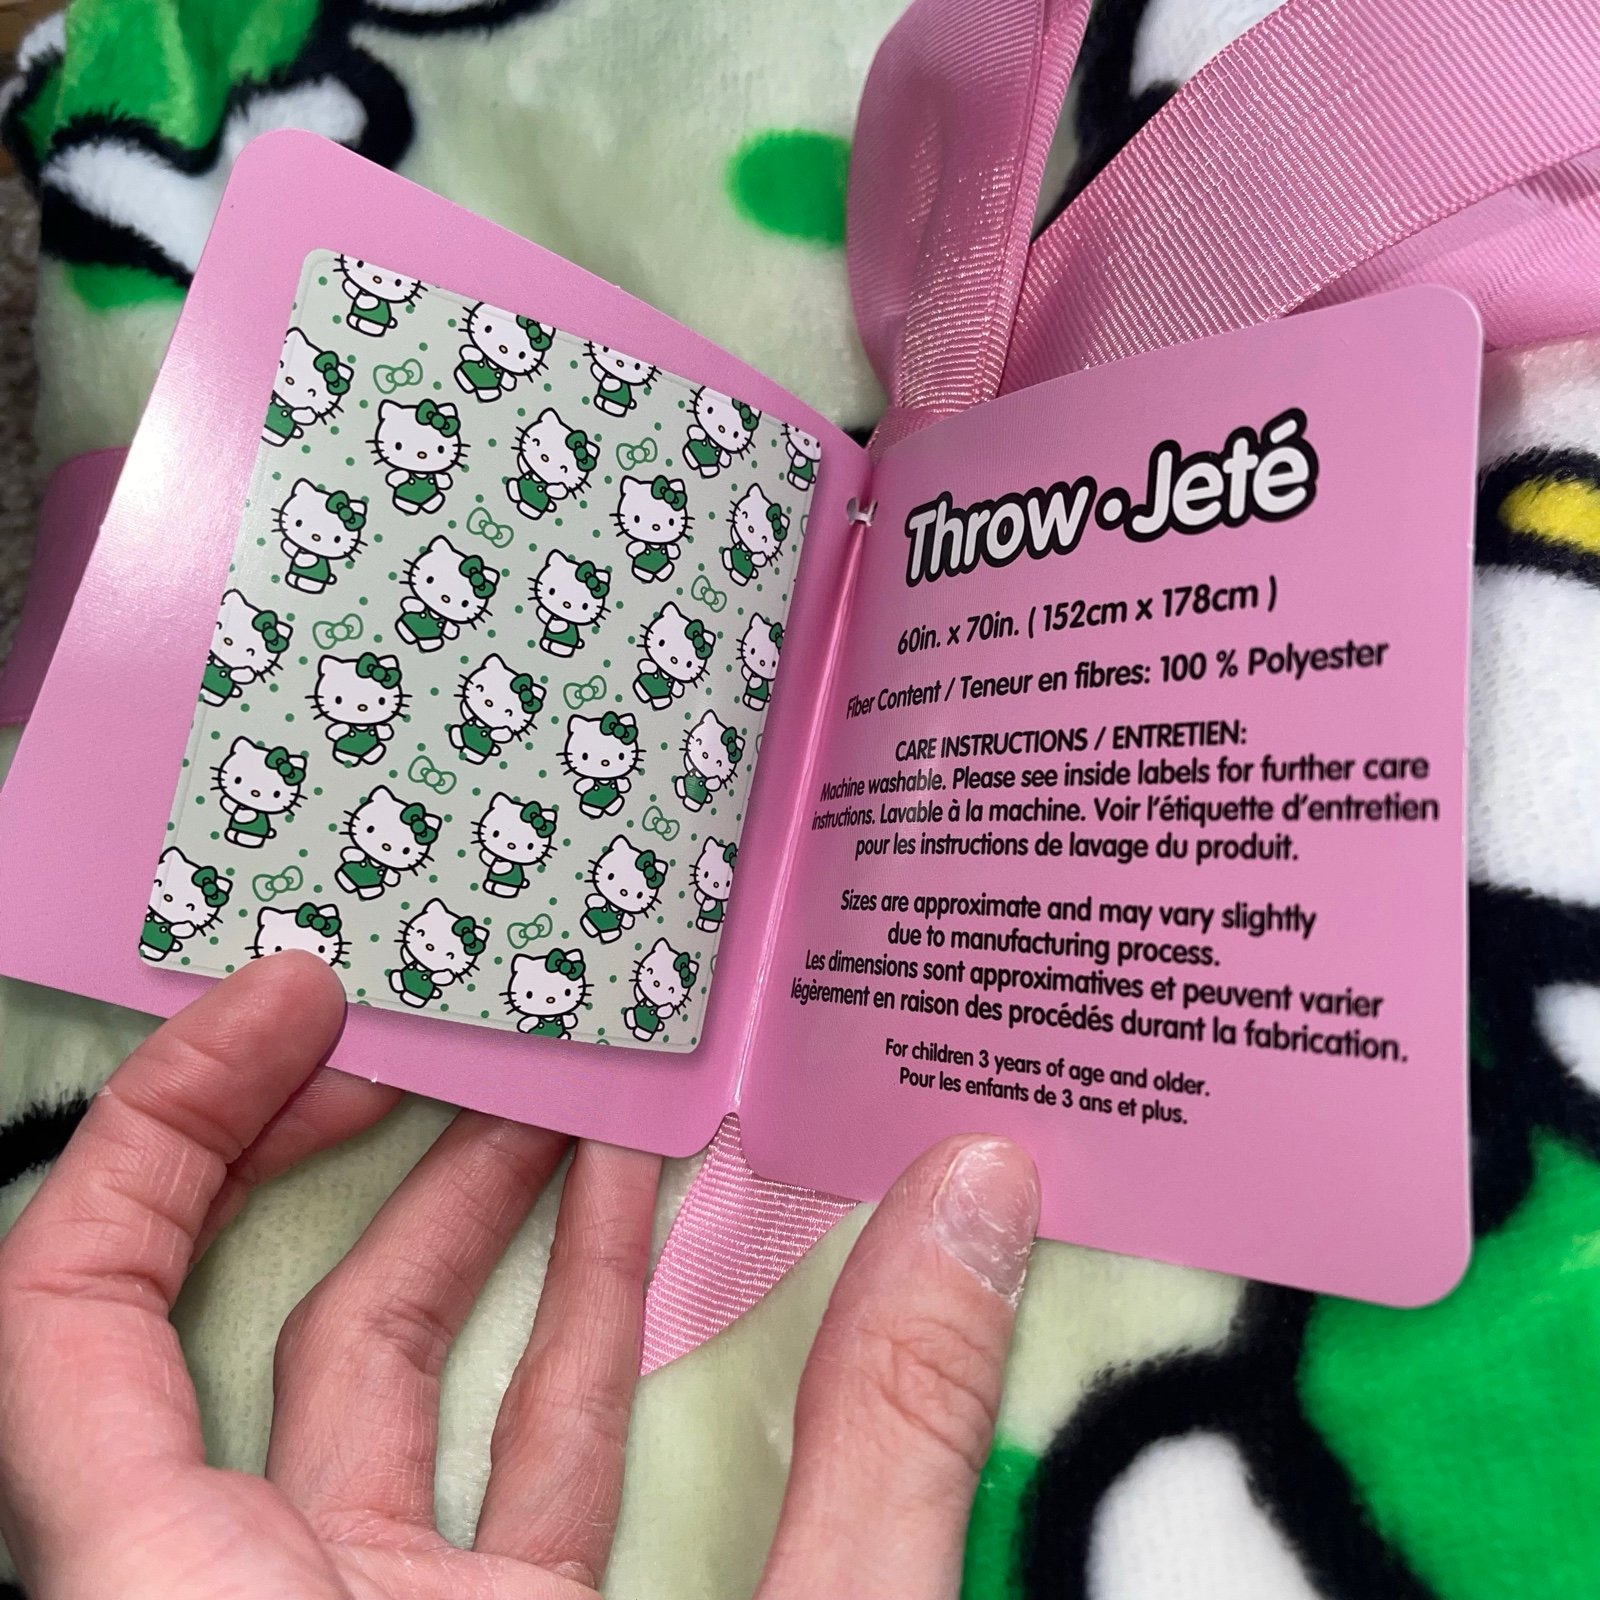 Throw • Jeté
60in. x 70in. ( 152cm x 178cm )
Fiber Content / Teneur en fibres: 100 % Polyester
CARE INSTRUCTIONS / ENTRETIEN:
Machine washable. Please see inside labels for further care
instructions. Lavable à la machine. Voir l'étiquette d'entretien
pour les instructions de lavage du produit.
Sizes are approximate and may vary slightly
due to manufacturing process.
Les dimensions sont approximatives et peuvent varier
légèrement en raison des procédés durant la fabrication.
For children 3 years of age and older.
Pour les enfants de 3 ans et plus.